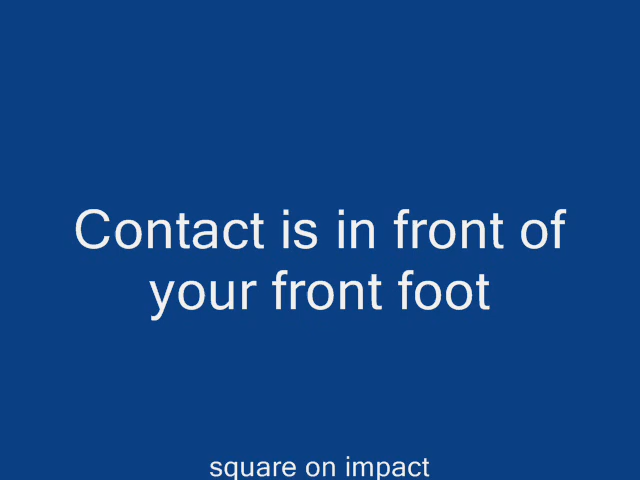 Contact is in front of
your front foot
square on impact